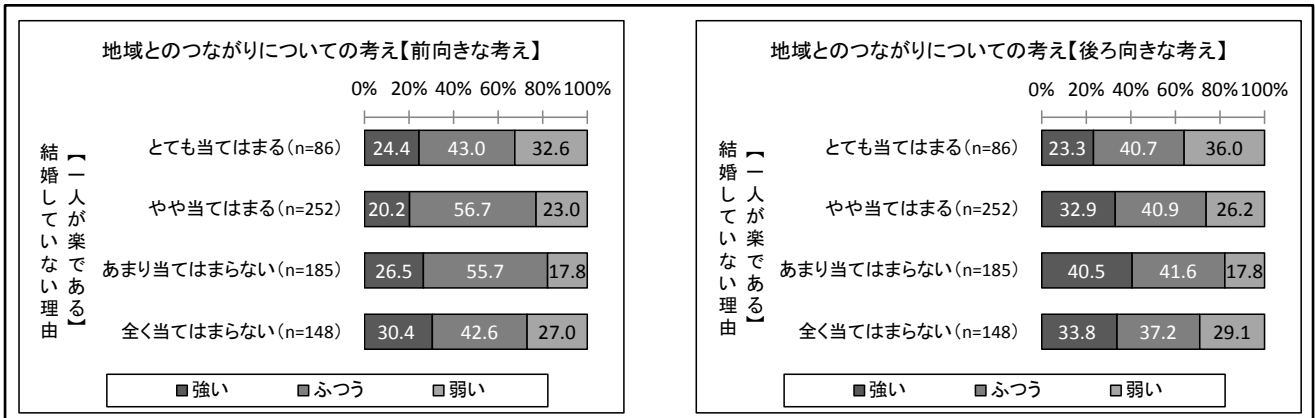 地域とのつながりについての考え【前向きな考え】
0% 20% 40% 60% 80% 100%
結婚していない理由
【一人が楽である】
とても当てはまる(n=86) 24.4 43.0 32.6
やや当てはまる(n=252) 20.2 56.7 23.0
あまり当てはまらない(n=185) 26.5 55.7 17.8
全く当てはまらない(n=148) 30.4 42.6 27.0
強い ふつう 弱い
地域とのつながりについての考え【後ろ向きな考え】
0% 20% 40% 60% 80% 100%
結婚していない理由
【一人が楽である】
とても当てはまる(n=86) 23.3 40.7 36.0
やや当てはまる(n=252) 32.9 40.9 26.2
あまり当てはまらない(n=185) 40.5 41.6 17.8
全く当てはまらない(n=148) 33.8 37.2 29.1
強い ふつう 弱い